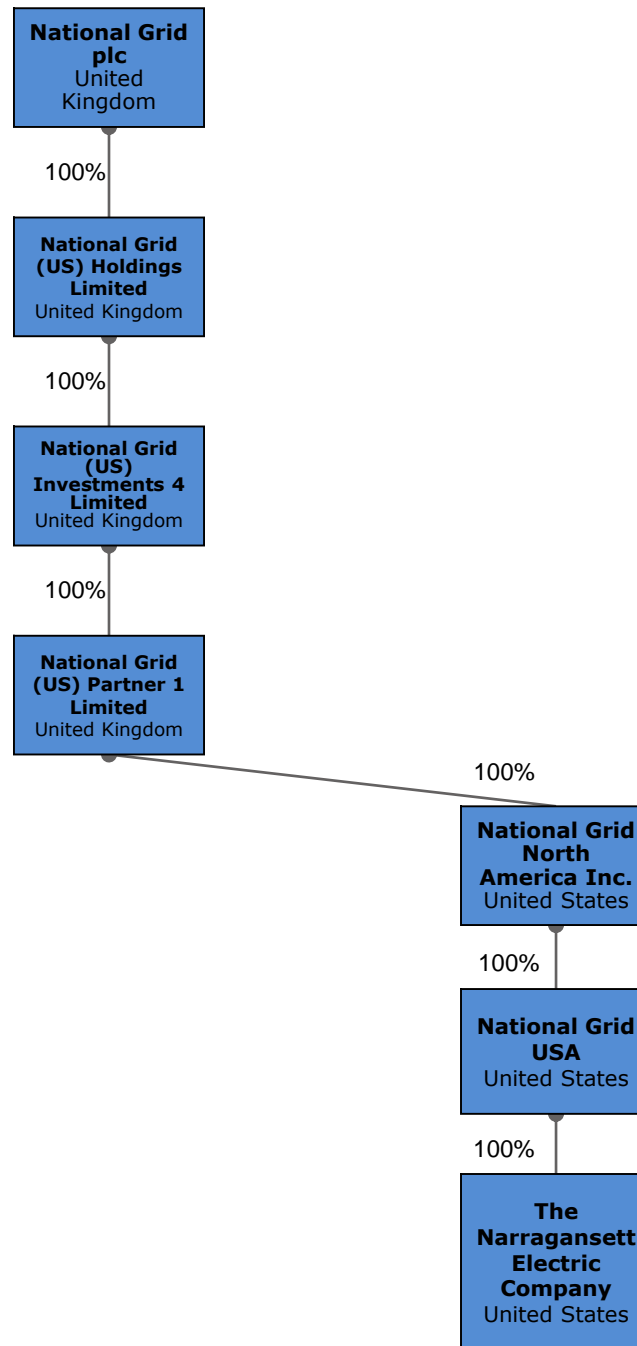 National Grid
plc
United
Kingdom
100%
National Grid
(US) Holdings
Limited
United Kingdom
100%
National Grid
(US)
Investments 4
Limited
United Kingdom
100%
National Grid
(US) Partner 1
Limited
United Kingdom
100%
National Grid
North
America Inc.
United States
100%
National Grid
USA
United States
100%
The
Narragansett
Electric
Company
United States